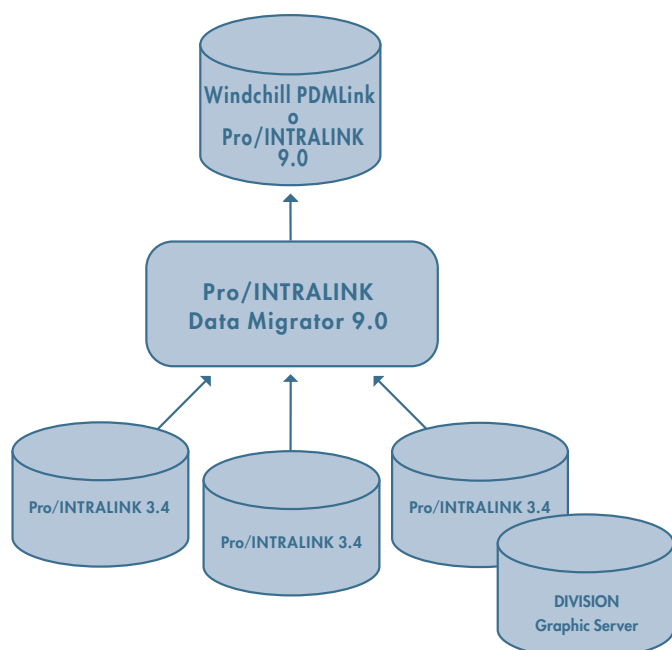 Windchill PDMLink
o
Pro/INTRALINK
9.0
Pro/INTRALINK
Data Migrator 9.0
Pro/INTRALINK 3.4
Pro/INTRALINK 3.4
Pro/INTRALINK 3.4
DIVISION
Graphic Server